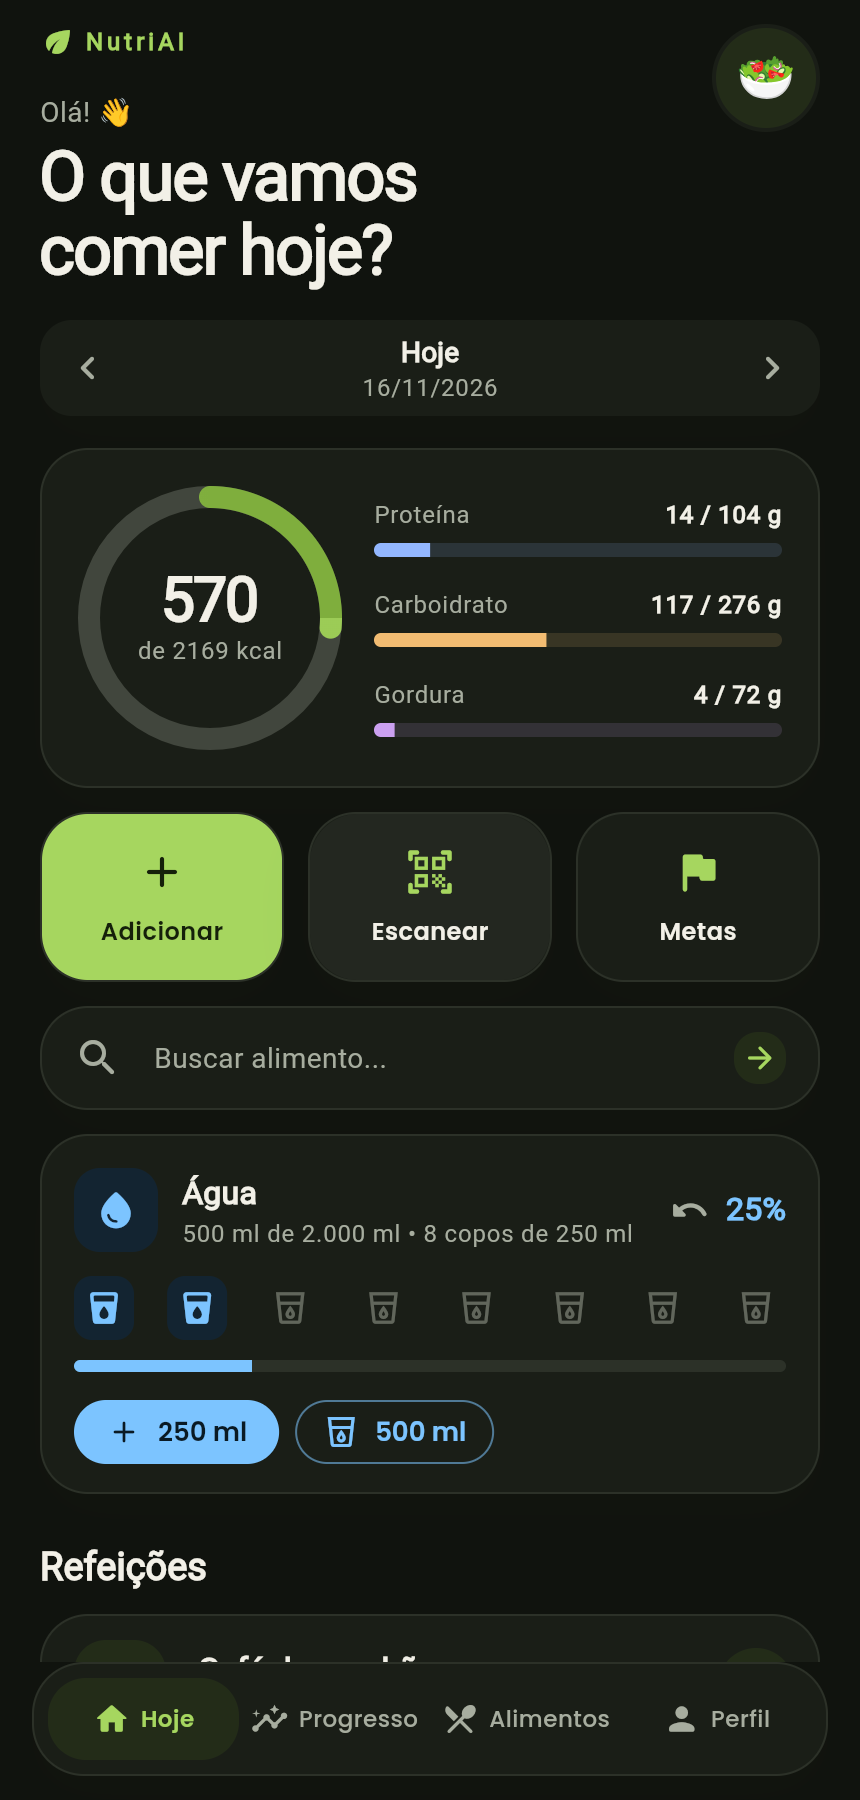 NutriAI
Olá! 👋
O que vamos
comer hoje?
Hoje
16/11/2026
570
de 2169 kcal
Proteína 14 / 104 g
Carboidrato 117 / 276 g
Gordura 4 / 72 g
Adicionar
Escanear
Metas
Buscar alimento...
Água
500 ml de 2.000 ml • 8 copos de 250 ml
25%
250 ml
500 ml
Refeições
Hoje
Progresso
Alimentos
Perfil